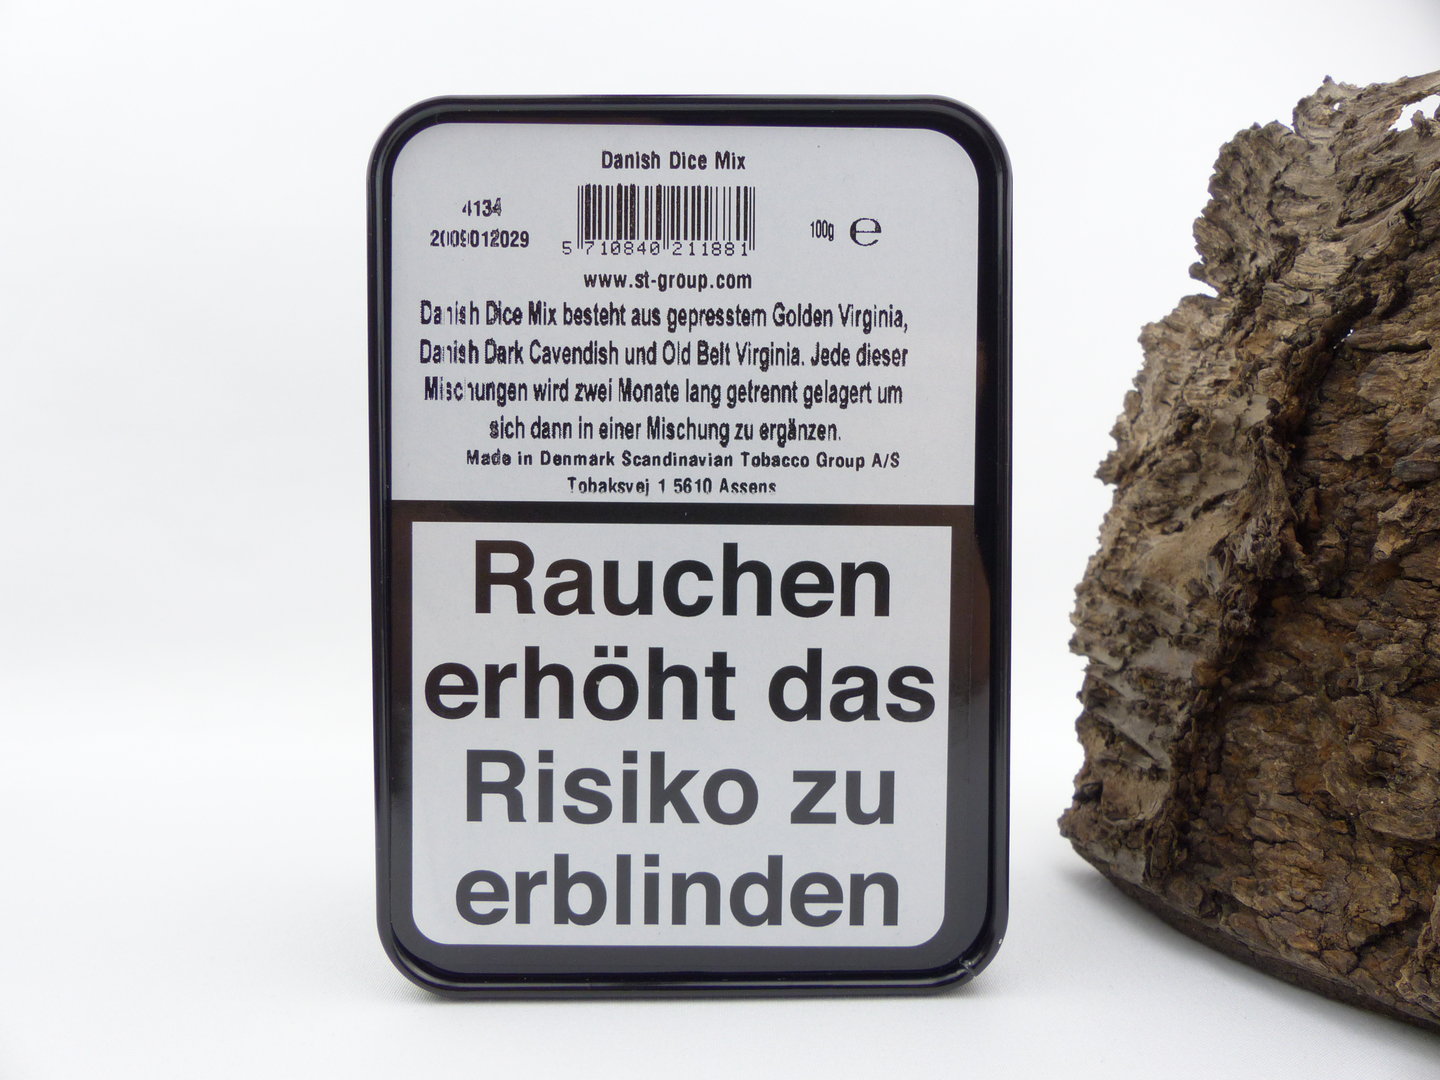 Danish Dice Mix
4134
2009012029
5 710840 211881
100g ℮
www.st-group.com
Danish Dice Mix besteht aus gepresstem Golden Virginia,
Danish Dark Cavendish und Old Belt Virginia. Jede dieser
Mischungen wird zwei Monate lang getrennt gelagert um
sich dann in einer Mischung zu ergänzen.
Made in Denmark Scandinavian Tobacco Group A/S
Tobaksvej 1 5610 Assens
Rauchen
erhöht das
Risiko zu
erblinden